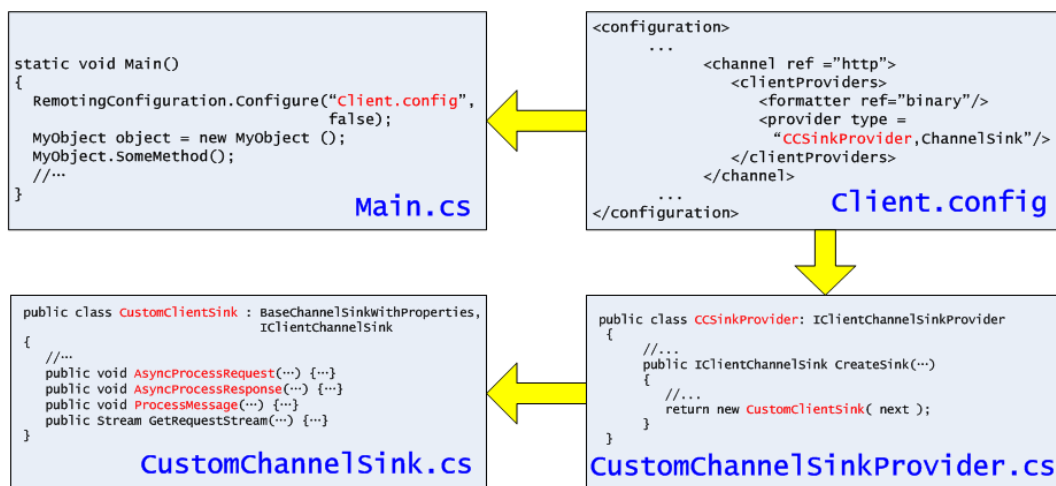 static void Main()
{
RemotingConfiguration.Configure(“Client.config”,
false);
MyObject object = new MyObject ();
MyObject.SomeMethod();
//…
}
Main.cs
<configuration>
...
<channel ref =”http”>
<clientProviders>
<formatter ref=”binary”/>
<provider type =
“CCSinkProvider,ChannelSink”/>
</clientProviders>
</channel>
...
</configuration>
Client.config
public class CustomClientSink : BaseChannelSinkWithProperties,
IClientChannelSink
{
//…
public void AsyncProcessRequest(…) {…}
public void AsyncProcessResponse(…) {…}
public void ProcessMessage(…) {…}
public Stream GetRequestStream(…) {…}
}
CustomChannelSink.cs
public class CCSinkProvider: IClientChannelSinkProvider
{
//...
public IClientChannelSink CreateSink(…)
{
//...
return new CustomClientSink( next );
}
}
CustomChannelSinkProvider.cs